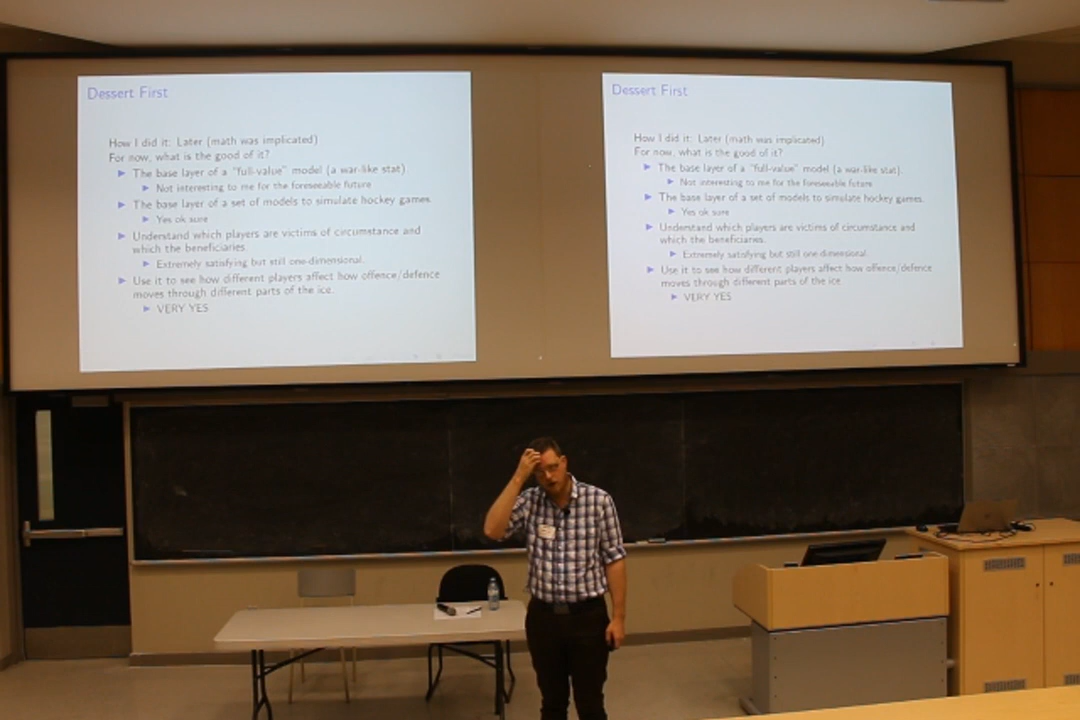 Dessert First
How I did it: Later (math was implicated)
For now, what is the good of it?
The base layer of a "full-value" model (a war-like stat)
Not interesting to me for the foreseeable future
The base layer of a set of models to simulate hockey games.
Yes ok sure
Understand which players are victims of circumstance and
which the beneficiaries.
Extremely satisfying but still one-dimensional.
Use it to see how different players affect how offence/defence
moves through different parts of the ice.
VERY YES
Dessert First
How I did it: Later (math was implicated)
For now, what is the good of it?
The base layer of a "full-value" model (a war-like stat)
Not interesting to me for the foreseeable future
The base layer of a set of models to simulate hockey games.
Yes ok sure
Understand which players are victims of circumstance and
which the beneficiaries.
Extremely satisfying but still one-dimensional.
Use it to see how different players affect how offence/defence
moves through different parts of the ice.
VERY YES